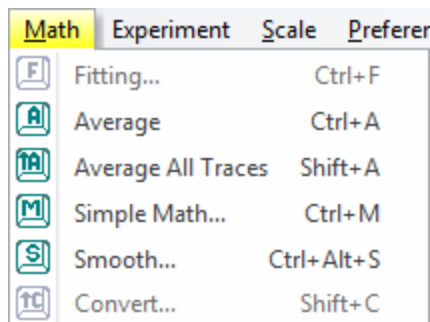 Math Experiment Scale Prefere
F Fitting... Ctrl+F
A Average Ctrl+A
↑A Average All Traces Shift+A
M Simple Math... Ctrl+M
S Smooth... Ctrl+Alt+S
↑C Convert... Shift+C